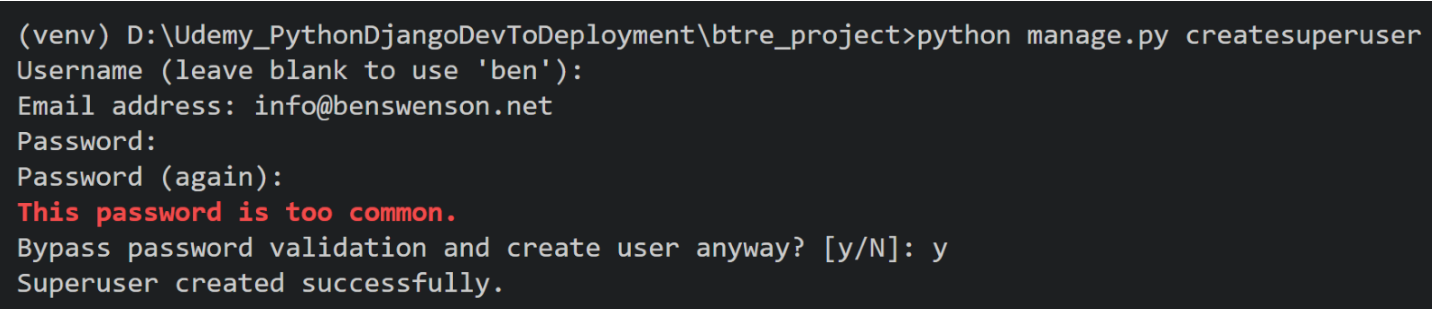 (venv) D:\Udemy_PythonDjangoDevToDeployment\btre_project>python manage.py createsuperuser
Username (leave blank to use 'ben'):
Email address: info@benswenson.net
Password:
Password (again):
This password is too common.
Bypass password validation and create user anyway? [y/N]: y
Superuser created successfully.